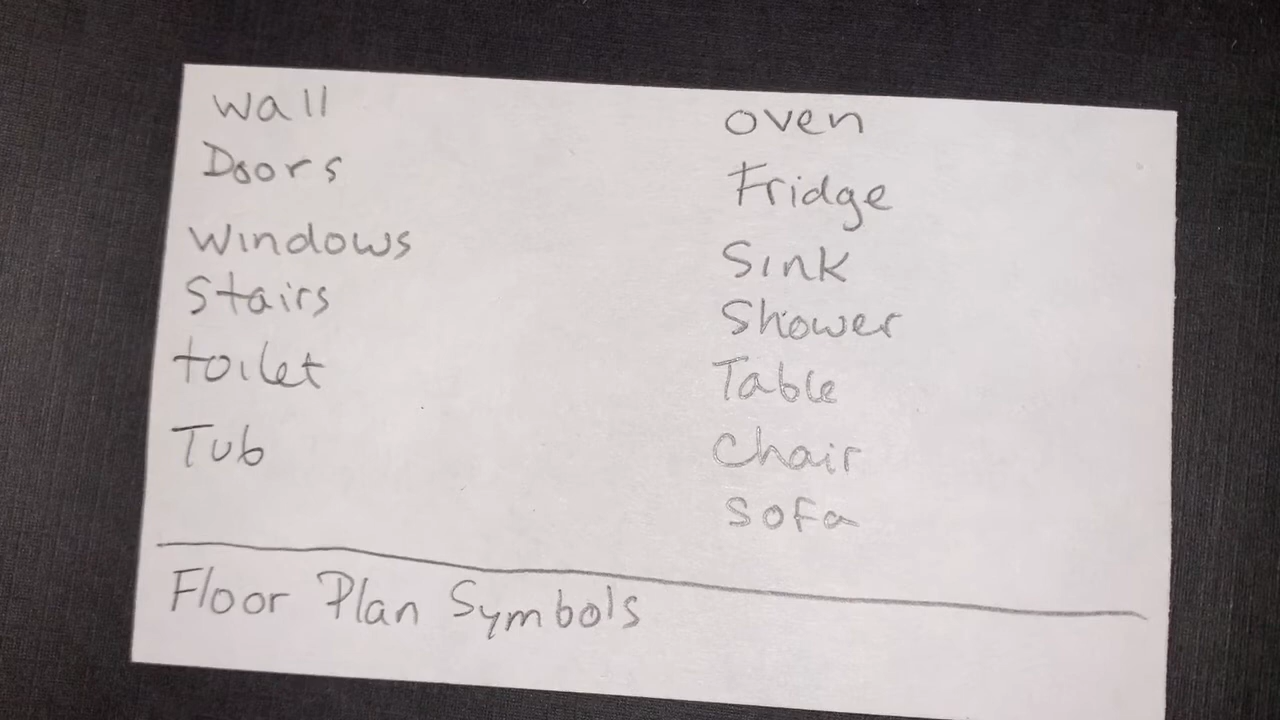 wall
Doors
windows
stairs
toilet
Tub
oven
Fridge
Sink
Shower
Table
Chair
Sofa
Floor Plan Symbols